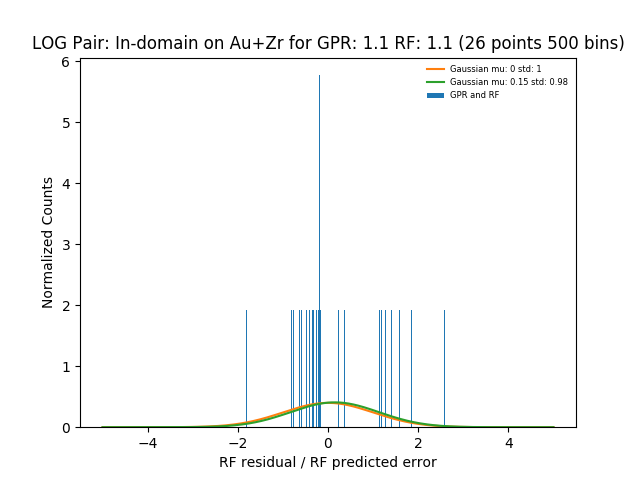 LOG Pair: In-domain on Au+Zr for GPR: 1.1 RF: 1.1 (26 points 500 bins)
Gaussian mu: 0 std: 1
Gaussian mu: 0.15 std: 0.98
GPR and RF
Normalized Counts
6
5
4
3
2
1
0
−4 −2 0 2 4
RF residual / RF predicted error